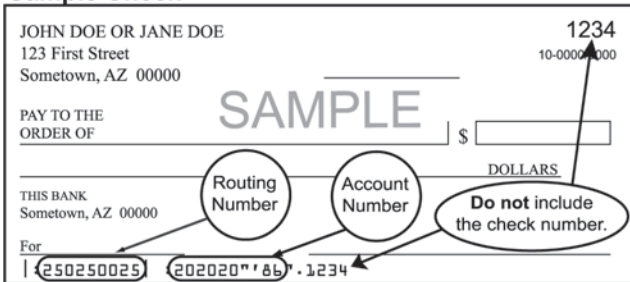 JOHN DOE OR JANE DOE
1234
123 First Street
10-0000/0000
Sometown, AZ 00000
PAY TO THE
ORDER OF
SAMPLE
$
DOLLARS
THIS BANK
Sometown, AZ 00000
Routing
Number
Account
Number
Do not include
the check number.
For
|:250250025| :202020"'86".1234